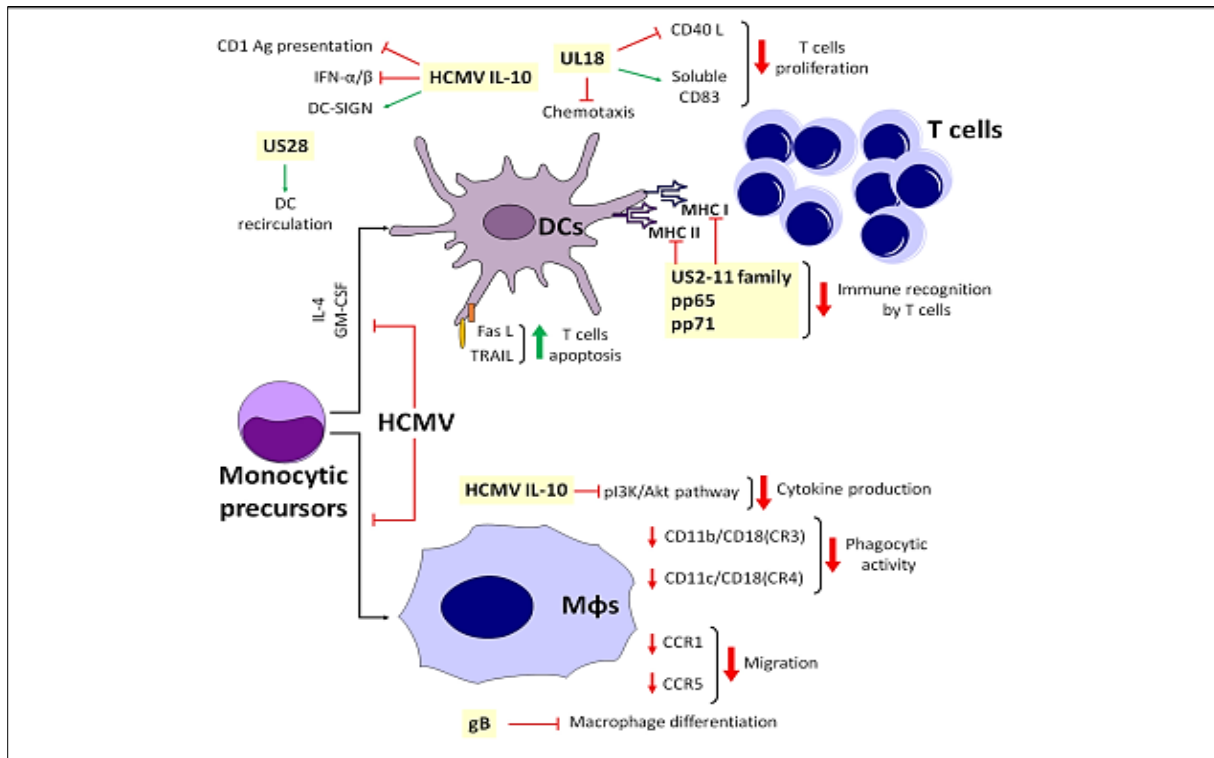 CD1 Ag presentation
IFN-α/β
DC-SIGN
HCMV IL-10
UL18
CD40 L
Soluble
CD83
Chemotaxis
T cells
proliferation
US28
DC
recirculation
T cells
DCs
MHC I
MHC II
US2-11 family
pp65
pp71
Immune recognition
by T cells
IL-4
GM-CSF
Fas L
TRAIL
T cells
apoptosis
HCMV
Monocytic
precursors
HCMV IL-10
pI3K/Akt pathway
Cytokine production
CD11b/CD18(CR3)
CD11c/CD18(CR4)
Phagocytic
activity
Mфs
CCR1
CCR5
Migration
gB
Macrophage differentiation